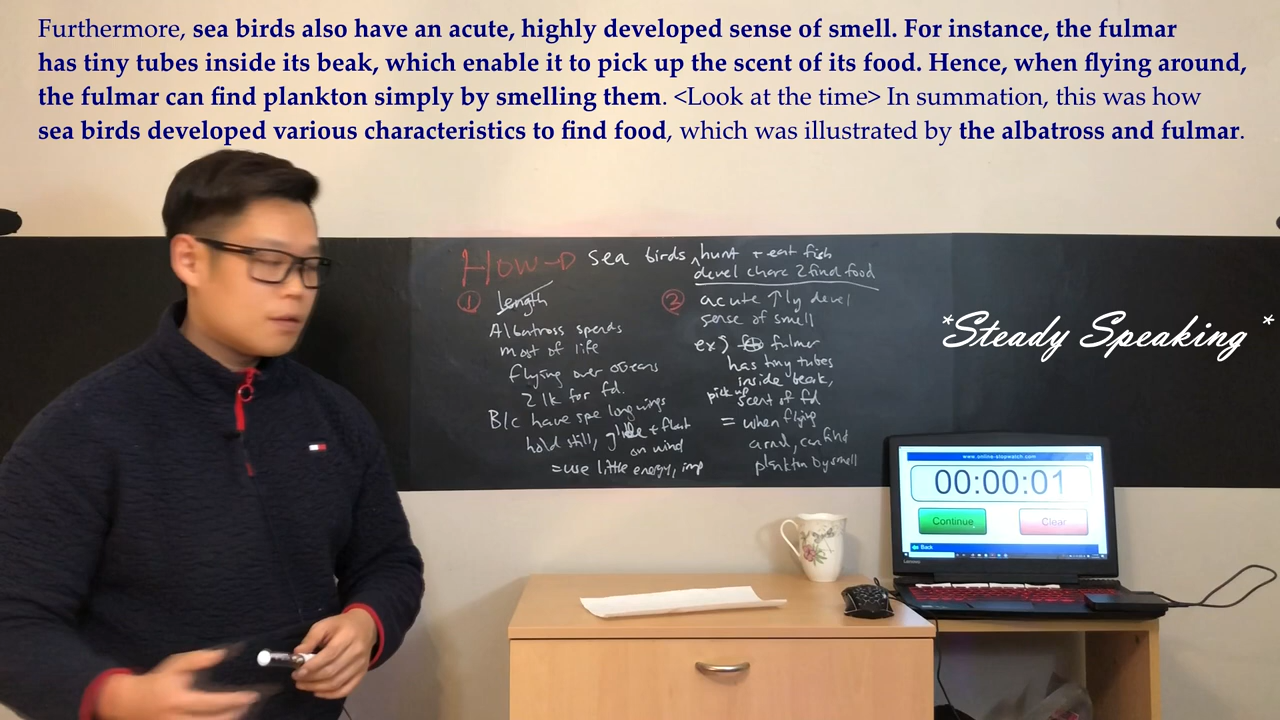 Furthermore, sea birds also have an acute, highly developed sense of smell. For instance, the fulmar
has tiny tubes inside its beak, which enable it to pick up the scent of its food. Hence, when flying around,
the fulmar can find plankton simply by smelling them. <Look at the time> In summation, this was how
sea birds developed various characteristics to find food, which was illustrated by the albatross and fulmar.
How sea birds hunt + eat fish
devel charc 2 find food
① length
Albatross spends
most of life
flying over oceans
2 lk for fd.
B/c have spe long wings
hold still, glide + float
on wind
= use little energy, imp
② acute ↑ly devel
sense of smell
ex) fulmar
has tiny tubes
inside beak,
pick up scent of fd
= when flying
arnd, can find
plankton by smell
*Steady Speaking *
www.online-stopwatch.com
00:00:01
Continue Clear
Back
Lenovo